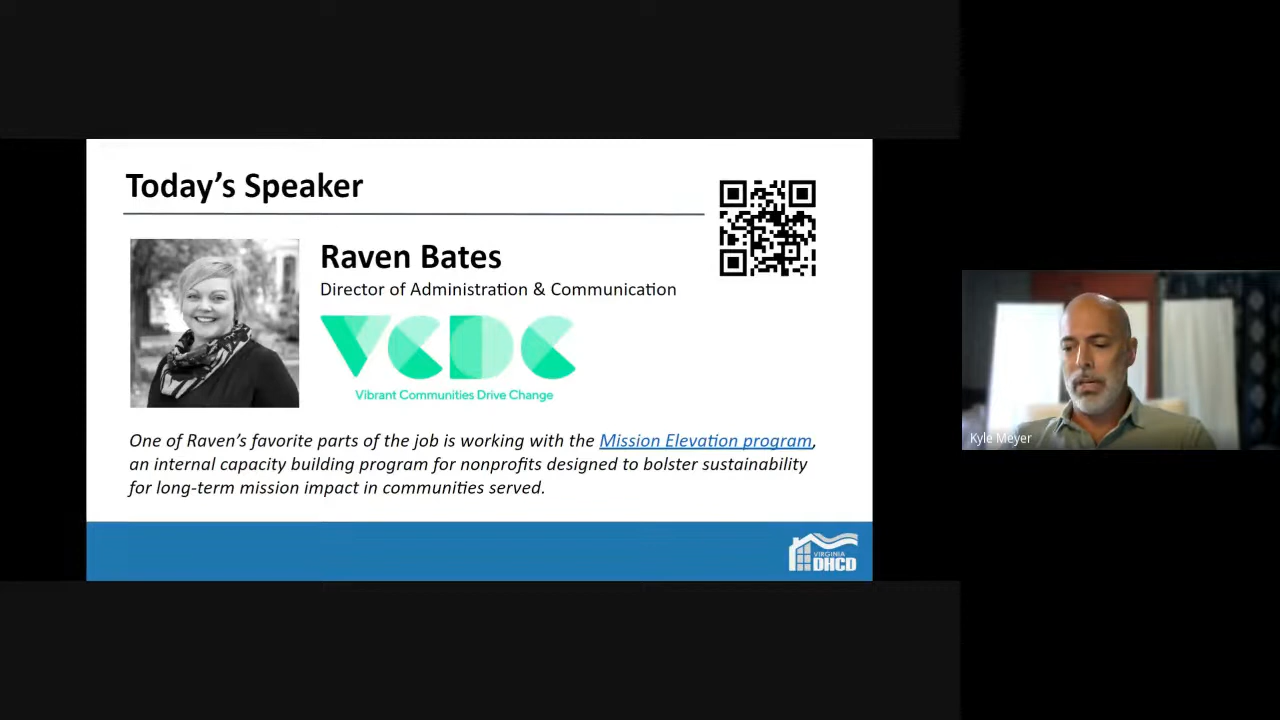 Today's Speaker
Raven Bates
Director of Administration & Communication
VCDC
Vibrant Communities Drive Change
One of Raven's favorite parts of the job is working with the Mission Elevation program,
an internal capacity building program for nonprofits designed to bolster sustainability
for long-term mission impact in communities served.
VIRGINIA
DHCD
Kyle Meyer